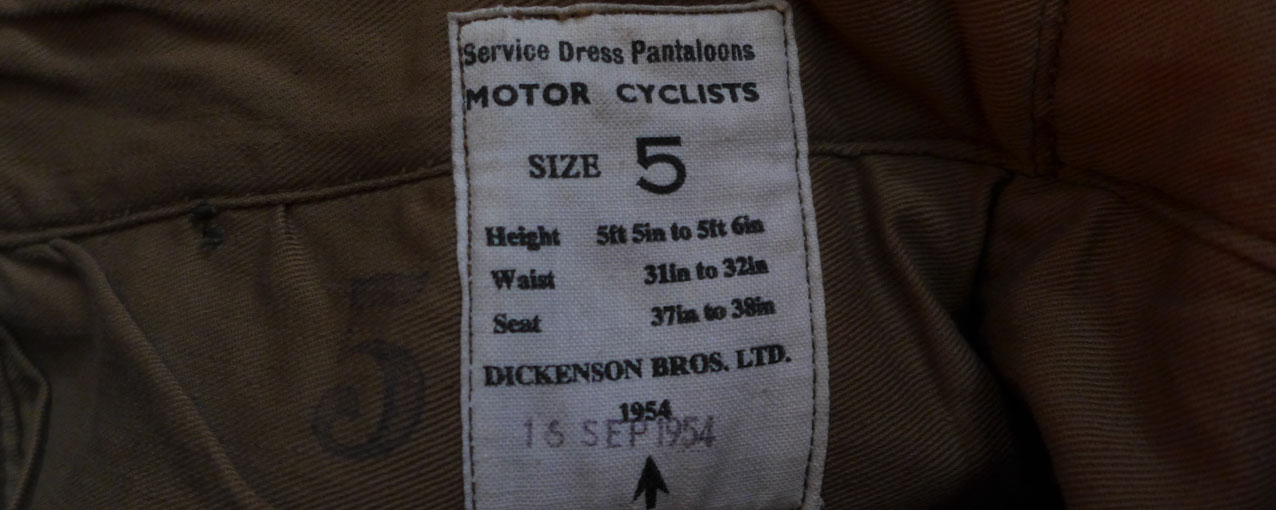 Service Dress Pantaloons
MOTOR CYCLISTS
SIZE 5
Height 5ft 5in to 5ft 6in
Waist 31in to 32in
Seat 37in to 38in
DICKENSON BROS. LTD.
1954
16 SEP 1954
5